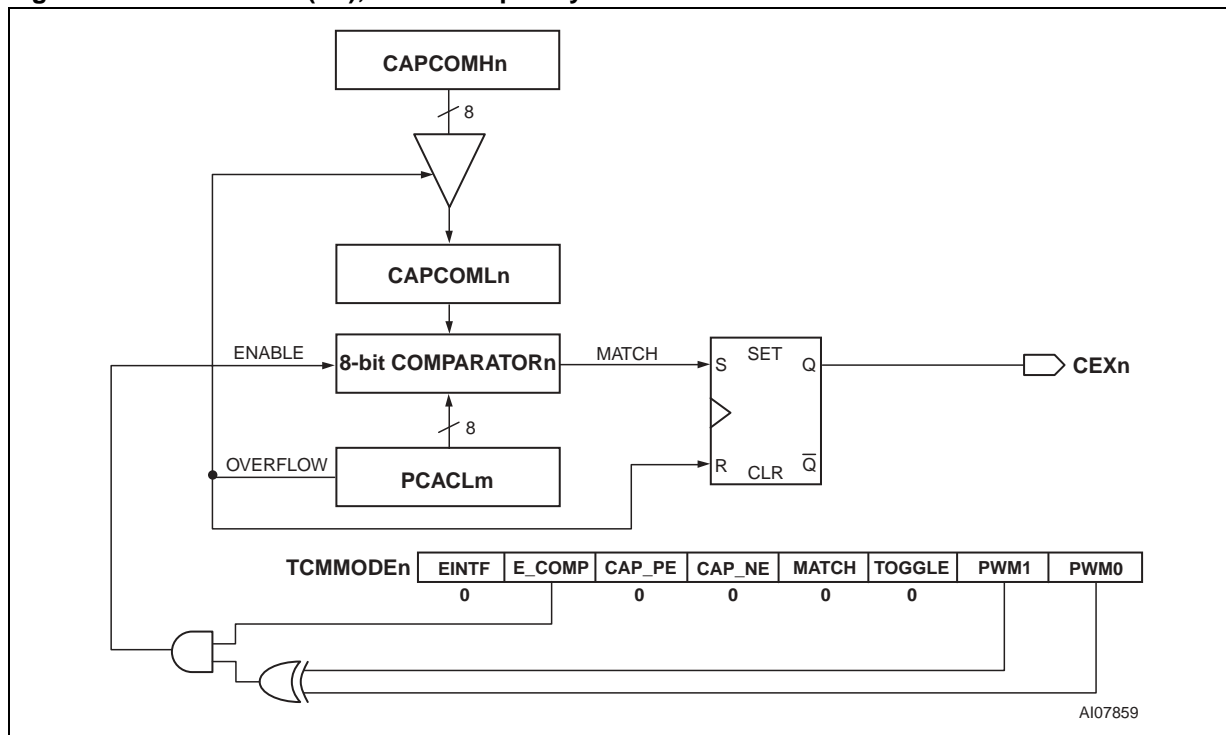 CAPCOMHn
8
CAPCOMLn
ENABLE
8-bit COMPARATORn
MATCH
S
SET
Q
CEXn
8
OVERFLOW
PCACLm
R
CLR
Q̅
TCMMODEn
EINTF E_COMP CAP_PE CAP_NE MATCH TOGGLE PWM1 PWM0
0 0 0 0 0
AI07859